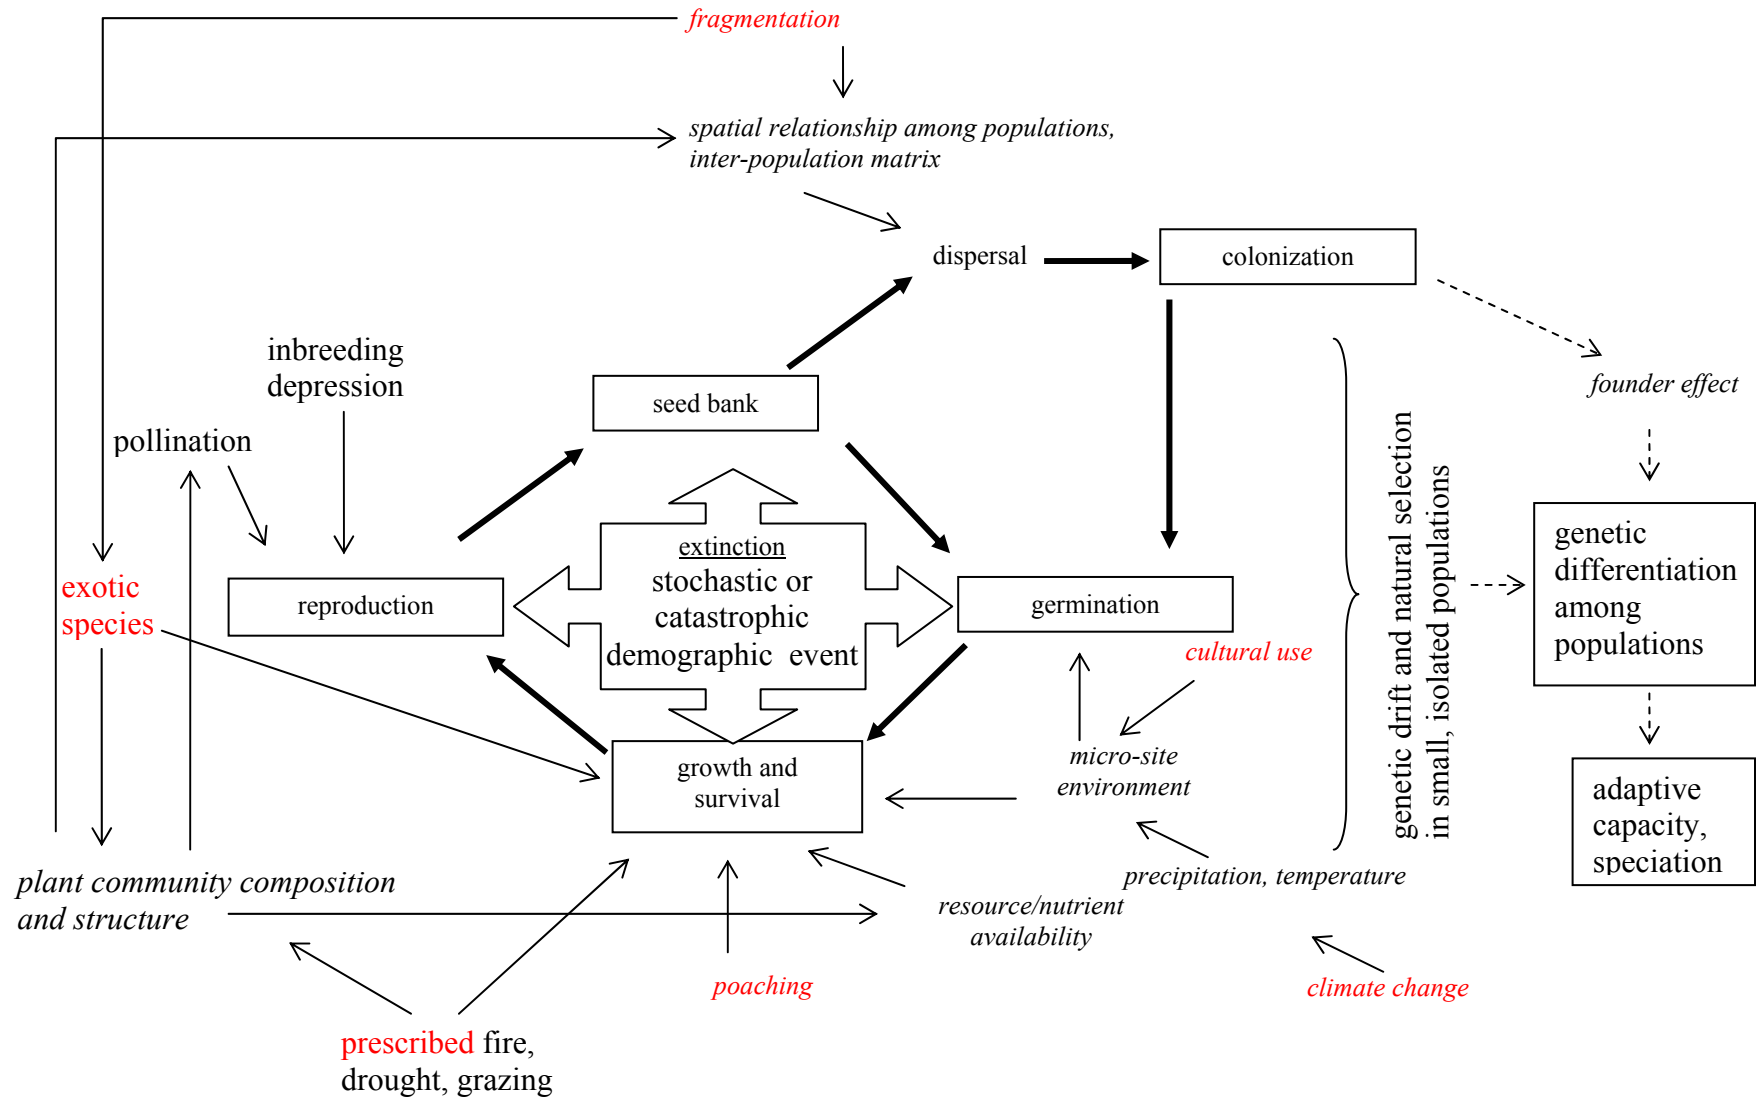 fragmentation
spatial relationship among populations,
inter-population matrix
dispersal
colonization
inbreeding
depression
seed bank
founder effect
pollination
extinction
stochastic or
catastrophic
demographic event
exotic
species
reproduction
germination
cultural use
genetic drift and natural selection
in small, isolated populations
genetic
differentiation
among
populations
growth and
survival
micro-site
environment
adaptive
capacity,
speciation
plant community composition
and structure
precipitation, temperature
resource/nutrient
availability
poaching
climate change
prescribed fire,
drought, grazing